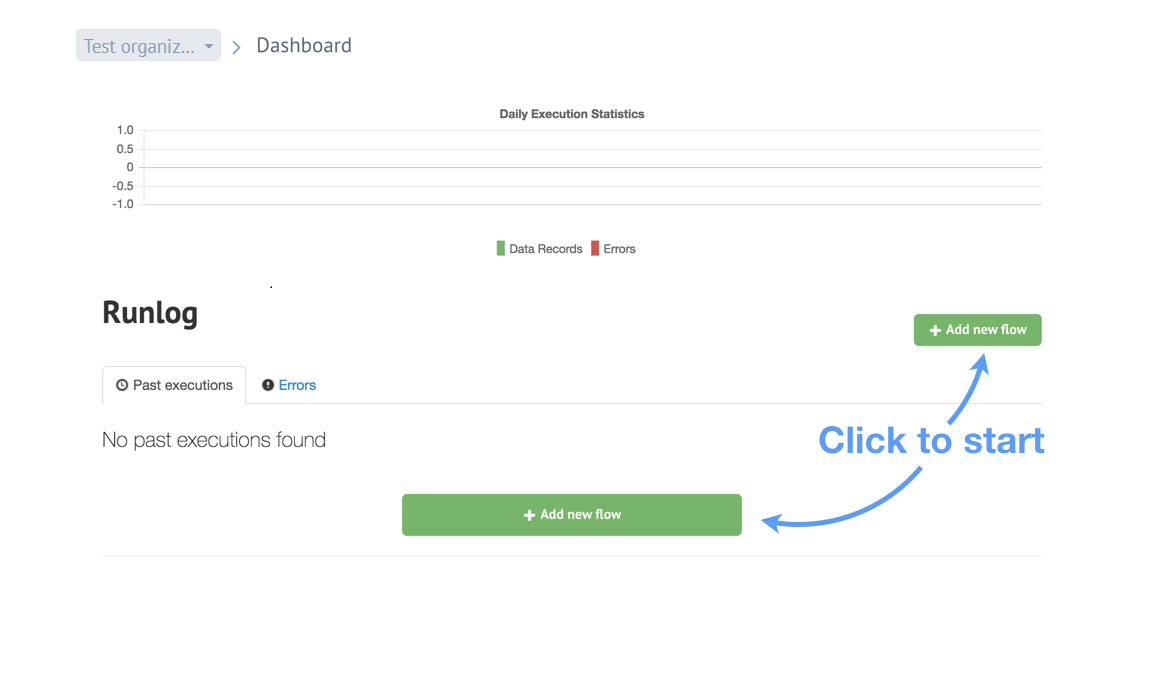 Test organiz... > Dashboard
Daily Execution Statistics
1.0
0.5
0
-0.5
-1.0
Data Records Errors
Runlog
+ Add new flow
Past executions Errors
No past executions found
Click to start
+ Add new flow